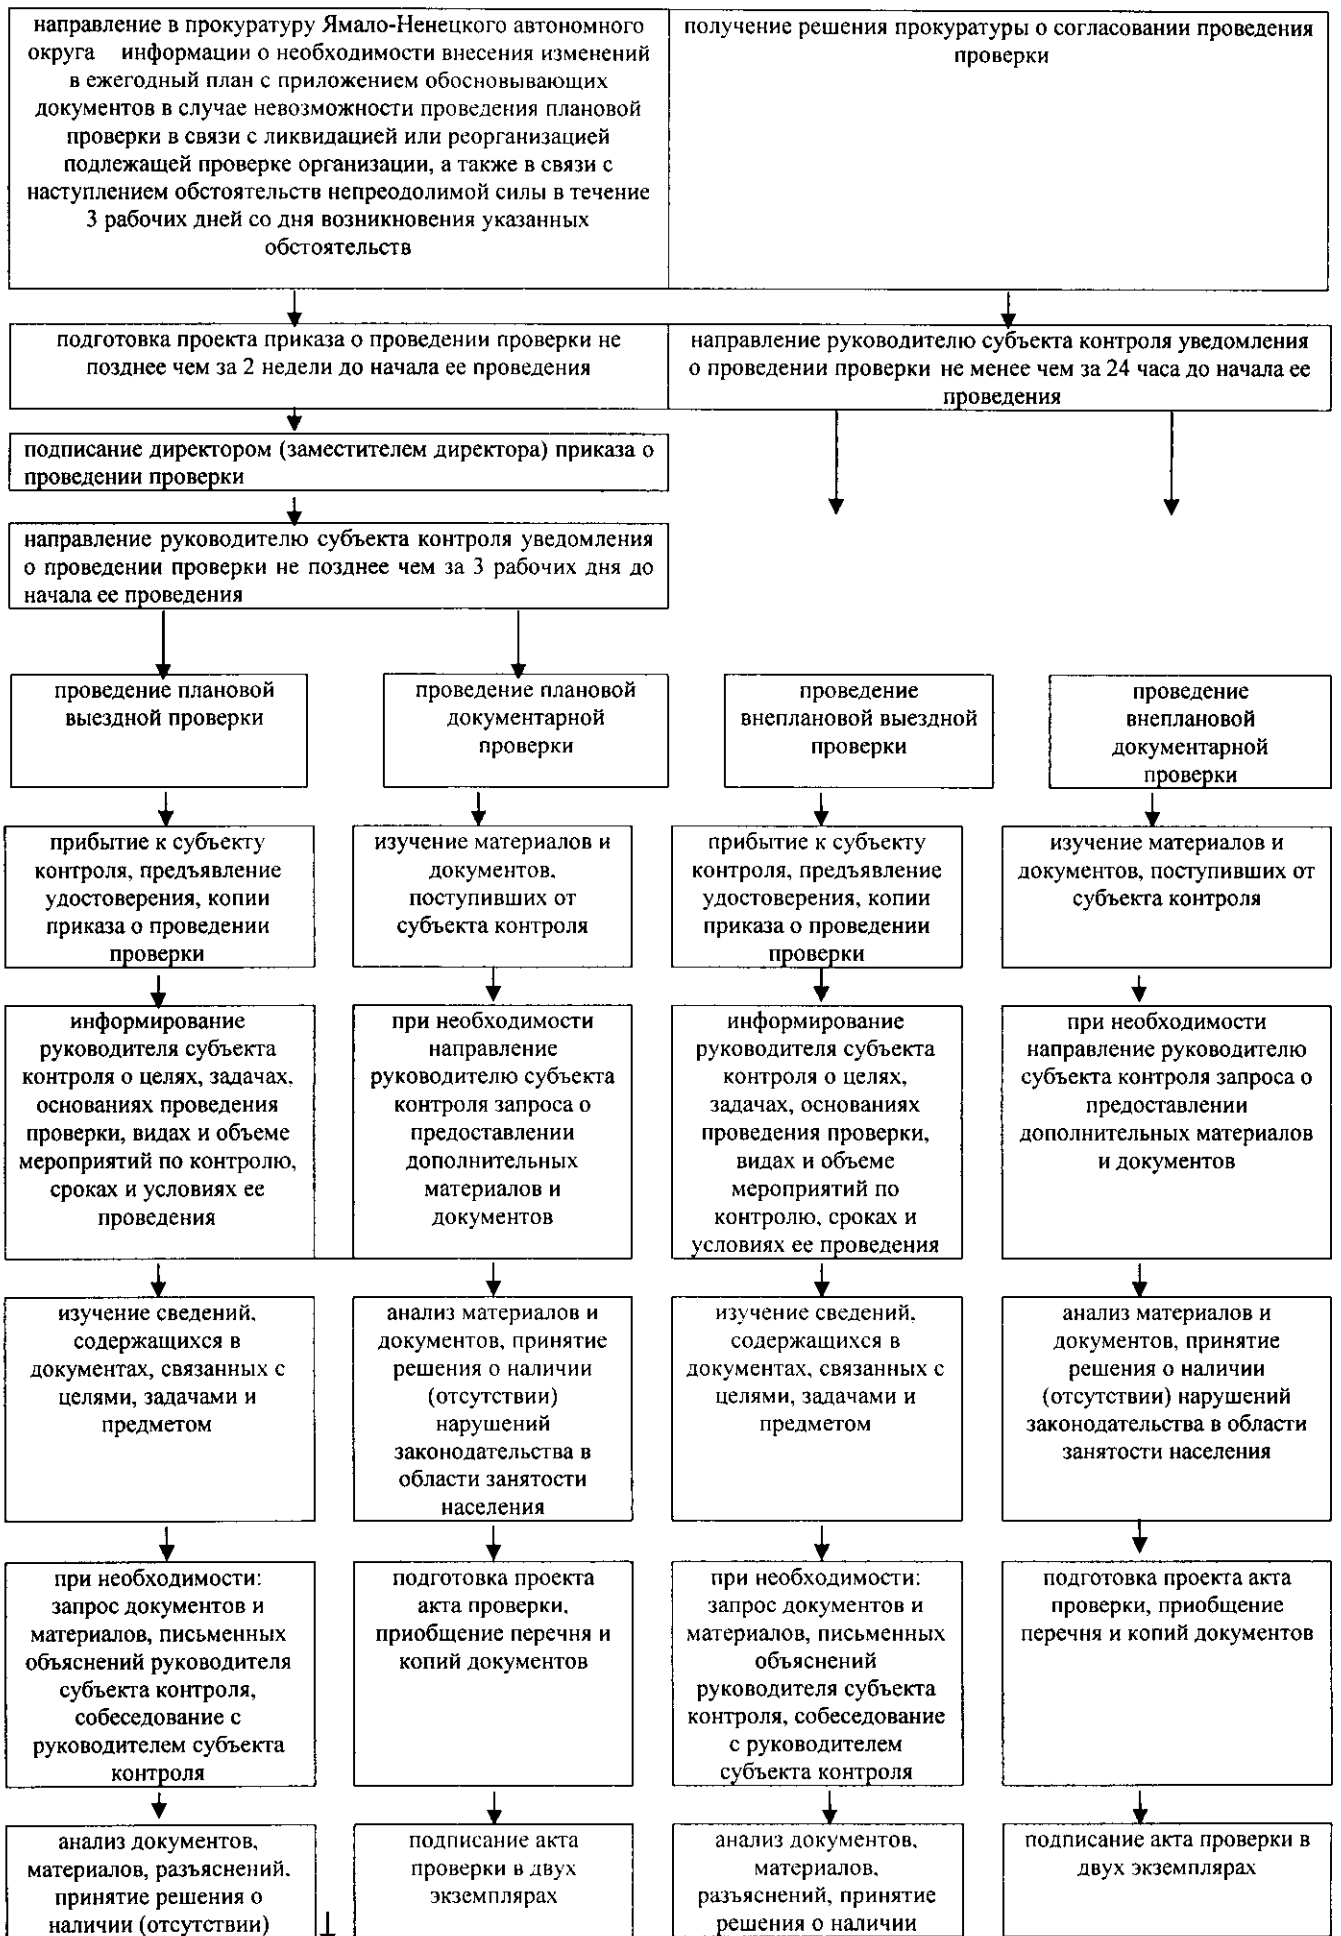 направление в прокуратуру Ямало-Ненецкого автономного
округа информации о необходимости внесения изменений
в ежегодный план с приложением обосновывающих
документов в случае невозможности проведения плановой
проверки в связи с ликвидацией или реорганизацией
подлежащей проверке организации, а также в связи с
наступлением обстоятельств непреодолимой силы в течение
3 рабочих дней со дня возникновения указанных
обстоятельств
получение решения прокуратуры о согласовании проведения
проверки
подготовка проекта приказа о проведении проверки не
позднее чем за 2 недели до начала ее проведения
направление руководителю субъекта контроля уведомления
о проведении проверки не менее чем за 24 часа до начала ее
проведения
подписание директором (заместителем директора) приказа о
проведении проверки
направление руководителю субъекта контроля уведомления
о проведении проверки не позднее чем за 3 рабочих дня до
начала ее проведения
проведение плановой
выездной проверки
проведение плановой
документарной
проверки
проведение
внеплановой выездной
проверки
проведение
внеплановой
документарной
проверки
прибытие к субъекту
контроля, предъявление
удостоверения, копии
приказа о проведении
проверки
изучение материалов и
документов,
поступивших от
субъекта контроля
прибытие к субъекту
контроля, предъявление
удостоверения, копии
приказа о проведении
проверки
изучение материалов и
документов, поступивших от
субъекта контроля
информирование
руководителя субъекта
контроля о целях, задачах,
основаниях проведения
проверки, видах и объеме
мероприятий по контролю,
сроках и условиях ее
проведения
при необходимости
направление
руководителю субъекта
контроля запроса о
предоставлении
дополнительных
материалов и
документов
информирование
руководителя субъекта
контроля о целях,
задачах, основаниях
проведения проверки,
видах и объеме
мероприятий по
контролю, сроках и
условиях ее проведения
при необходимости
направление руководителю
субъекта контроля запроса о
предоставлении
дополнительных материалов
и документов
изучение сведений,
содержащихся в
документах, связанных с
целями, задачами и
предметом
анализ материалов и
документов, принятие
решения о наличии
(отсутствии)
нарушений
законодательства в
области занятости
населения
изучение сведений,
содержащихся в
документах, связанных с
целями, задачами и
предметом
анализ материалов и
документов, принятие
решения о наличии
(отсутствии) нарушений
законодательства в области
занятости населения
при необходимости:
запрос документов и
материалов, письменных
объяснений руководителя
субъекта контроля,
собеседование с
руководителем субъекта
контроля
подготовка проекта
акта проверки,
приобщение перечня и
копий документов
при необходимости:
запрос документов и
материалов, письменных
объяснений
руководителя субъекта
контроля, собеседование
с руководителем
субъекта контроля
подготовка проекта акта
проверки, приобщение
перечня и копий документов
анализ документов,
материалов, разъяснений,
принятие решения о
наличии (отсутствии)
подписание акта
проверки в двух
экземплярах
анализ документов,
материалов,
разъяснений, принятие
решения о наличии
подписание акта проверки в
двух экземплярах